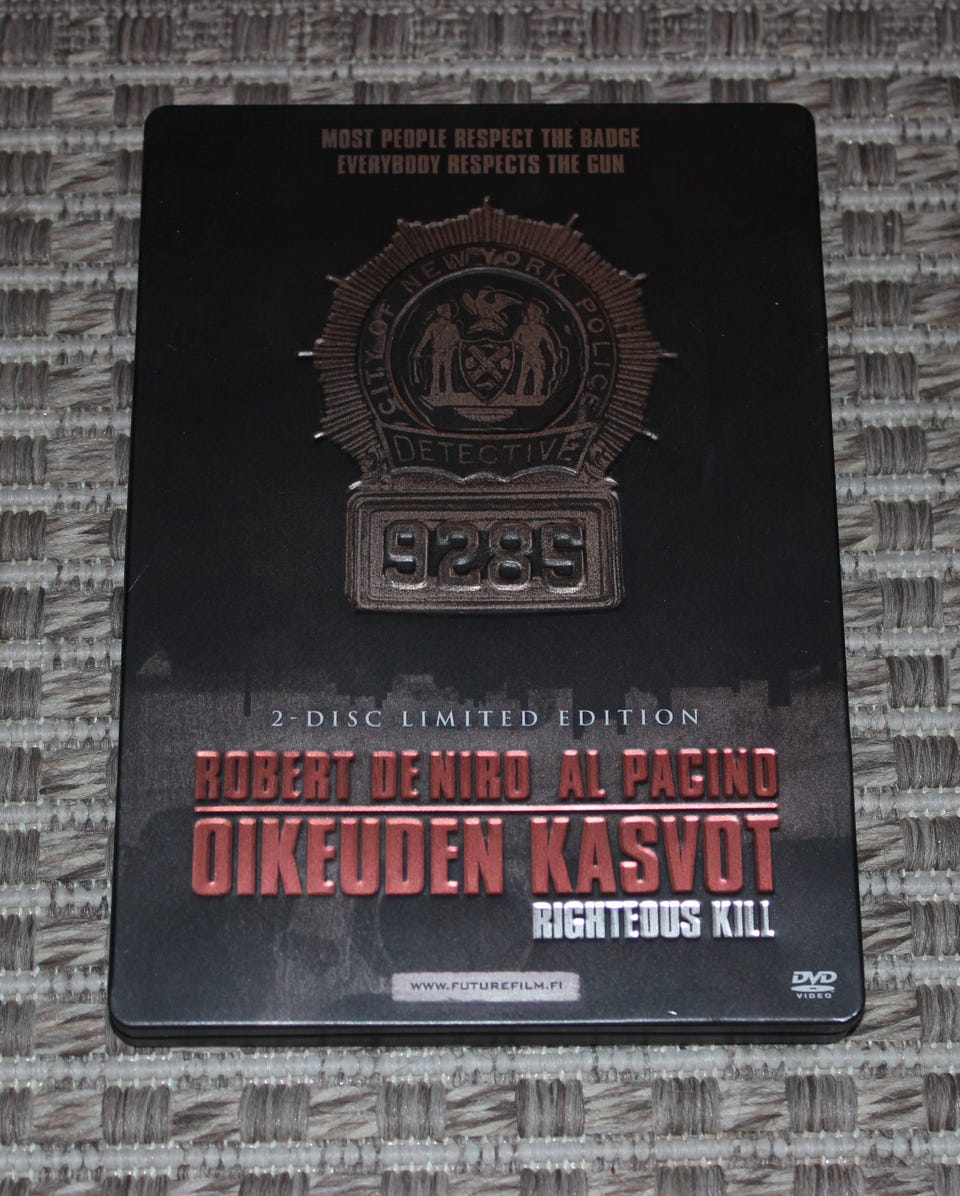 MOST PEOPLE RESPECT THE BADGE
EVERYBODY RESPECTS THE GUN
CITY OF NEW YORK POLICE
DETECTIVE
9285
2-DISC LIMITED EDITION
ROBERT DE NIRO AL PACINO
OIKEUDEN KASVOT
RIGHTEOUS KILL
WWW.FUTUREFILM.FI
DVD
VIDEO